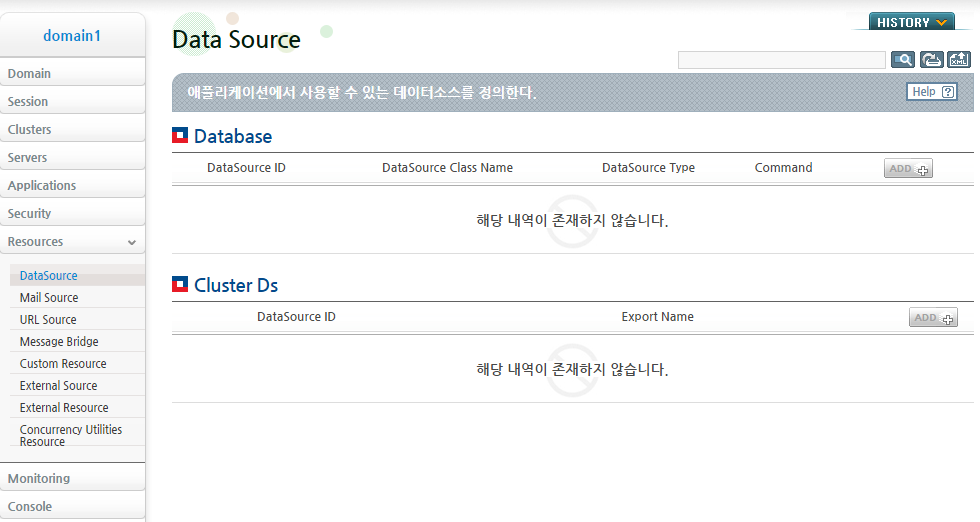 domain1
Domain
Session
Clusters
Servers
Applications
Security
Resources
DataSource
Mail Source
URL Source
Message Bridge
Custom Resource
External Source
External Resource
Concurrency Utilities
Resource
Monitoring
Console
HISTORY
Data Source
XML
애플리케이션에서 사용할 수 있는 데이터소스를 정의한다.
Help ?
Database
DataSource ID DataSource Class Name DataSource Type Command ADD
해당 내역이 존재하지 않습니다.
Cluster Ds
DataSource ID Export Name ADD
해당 내역이 존재하지 않습니다.